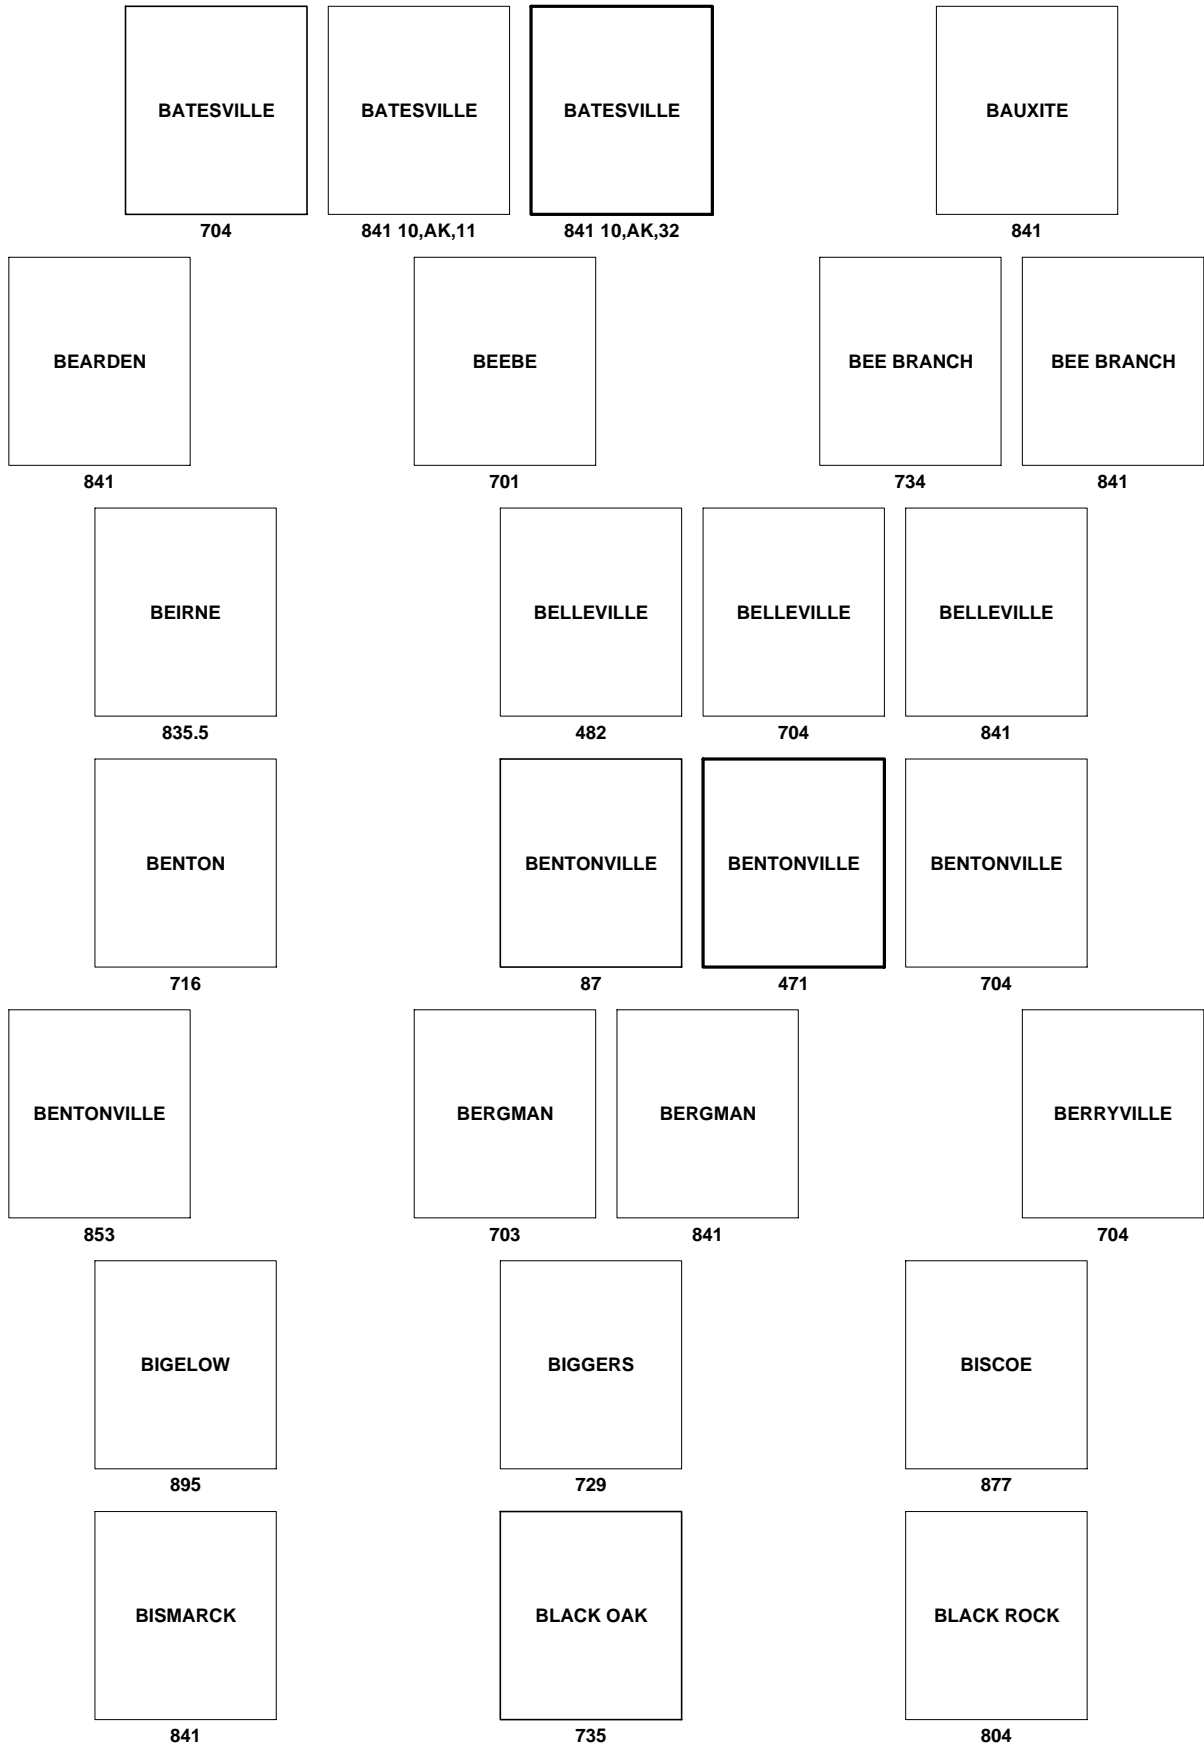 BATESVILLE BATESVILLE BATESVILLE BAUXITE
704 841 10,AK,11 841 10,AK,32 841
BEARDEN BEEBE BEE BRANCH BEE BRANCH
841 701 734 841
BEIRNE BELLEVILLE BELLEVILLE BELLEVILLE
835.5 482 704 841
BENTON BENTONVILLE BENTONVILLE BENTONVILLE
716 87 471 704
BENTONVILLE BERGMAN BERGMAN BERRYVILLE
853 703 841 704
BIGELOW BIGGERS BISCOE
895 729 877
BISMARCK BLACK OAK BLACK ROCK
841 735 804